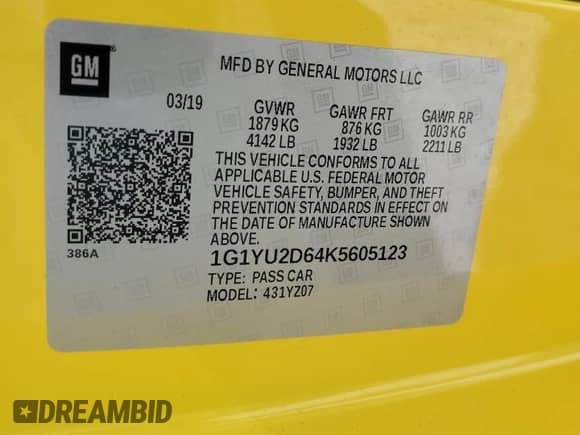 GM
MFD BY GENERAL MOTORS LLC
03/19 GVWR GAWR FRT GAWR RR
1879 KG 876 KG 1003 KG
4142 LB 1932 LB 2211 LB
THIS VEHICLE CONFORMS TO ALL
APPLICABLE U.S. FEDERAL MOTOR
VEHICLE SAFETY, BUMPER, AND THEFT
PREVENTION STANDARDS IN EFFECT ON
THE DATE OF MANUFACTURE SHOWN
ABOVE.
386A
1G1YU2D64K5605123
TYPE: PASS CAR
MODEL: 431YZ07
DREAMBID